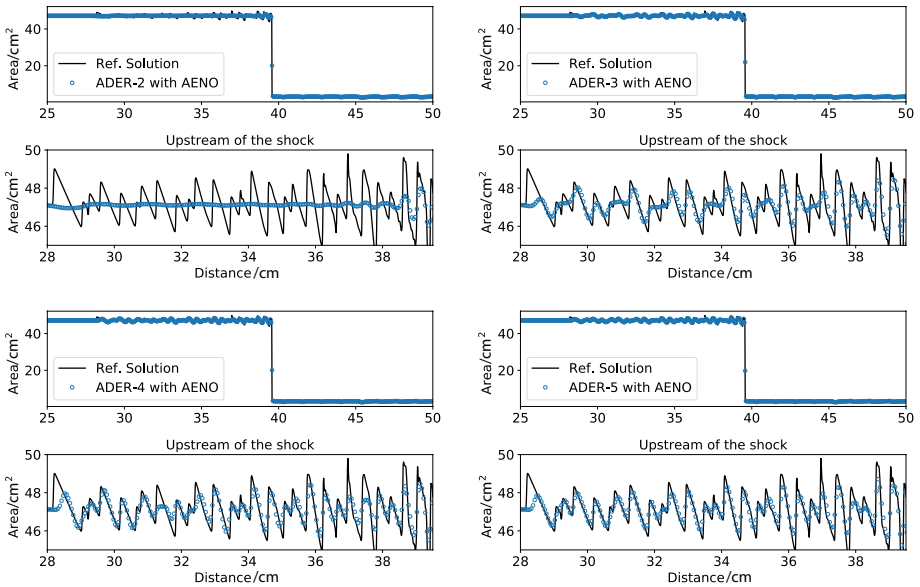 Area/cm²
40
20
Ref. Solution
ADER-2 with AENO
25 30 35 40 45 50
Upstream of the shock
Area/cm²
50
48
46
28 30 32 34 36 38
Distance/cm
Area/cm²
40
20
Ref. Solution
ADER-3 with AENO
25 30 35 40 45 50
Upstream of the shock
Area/cm²
50
48
46
28 30 32 34 36 38
Distance/cm
Area/cm²
40
20
Ref. Solution
ADER-4 with AENO
25 30 35 40 45 50
Upstream of the shock
Area/cm²
50
48
46
28 30 32 34 36 38
Distance/cm
Area/cm²
40
20
Ref. Solution
ADER-5 with AENO
25 30 35 40 45 50
Upstream of the shock
Area/cm²
50
48
46
28 30 32 34 36 38
Distance/cm